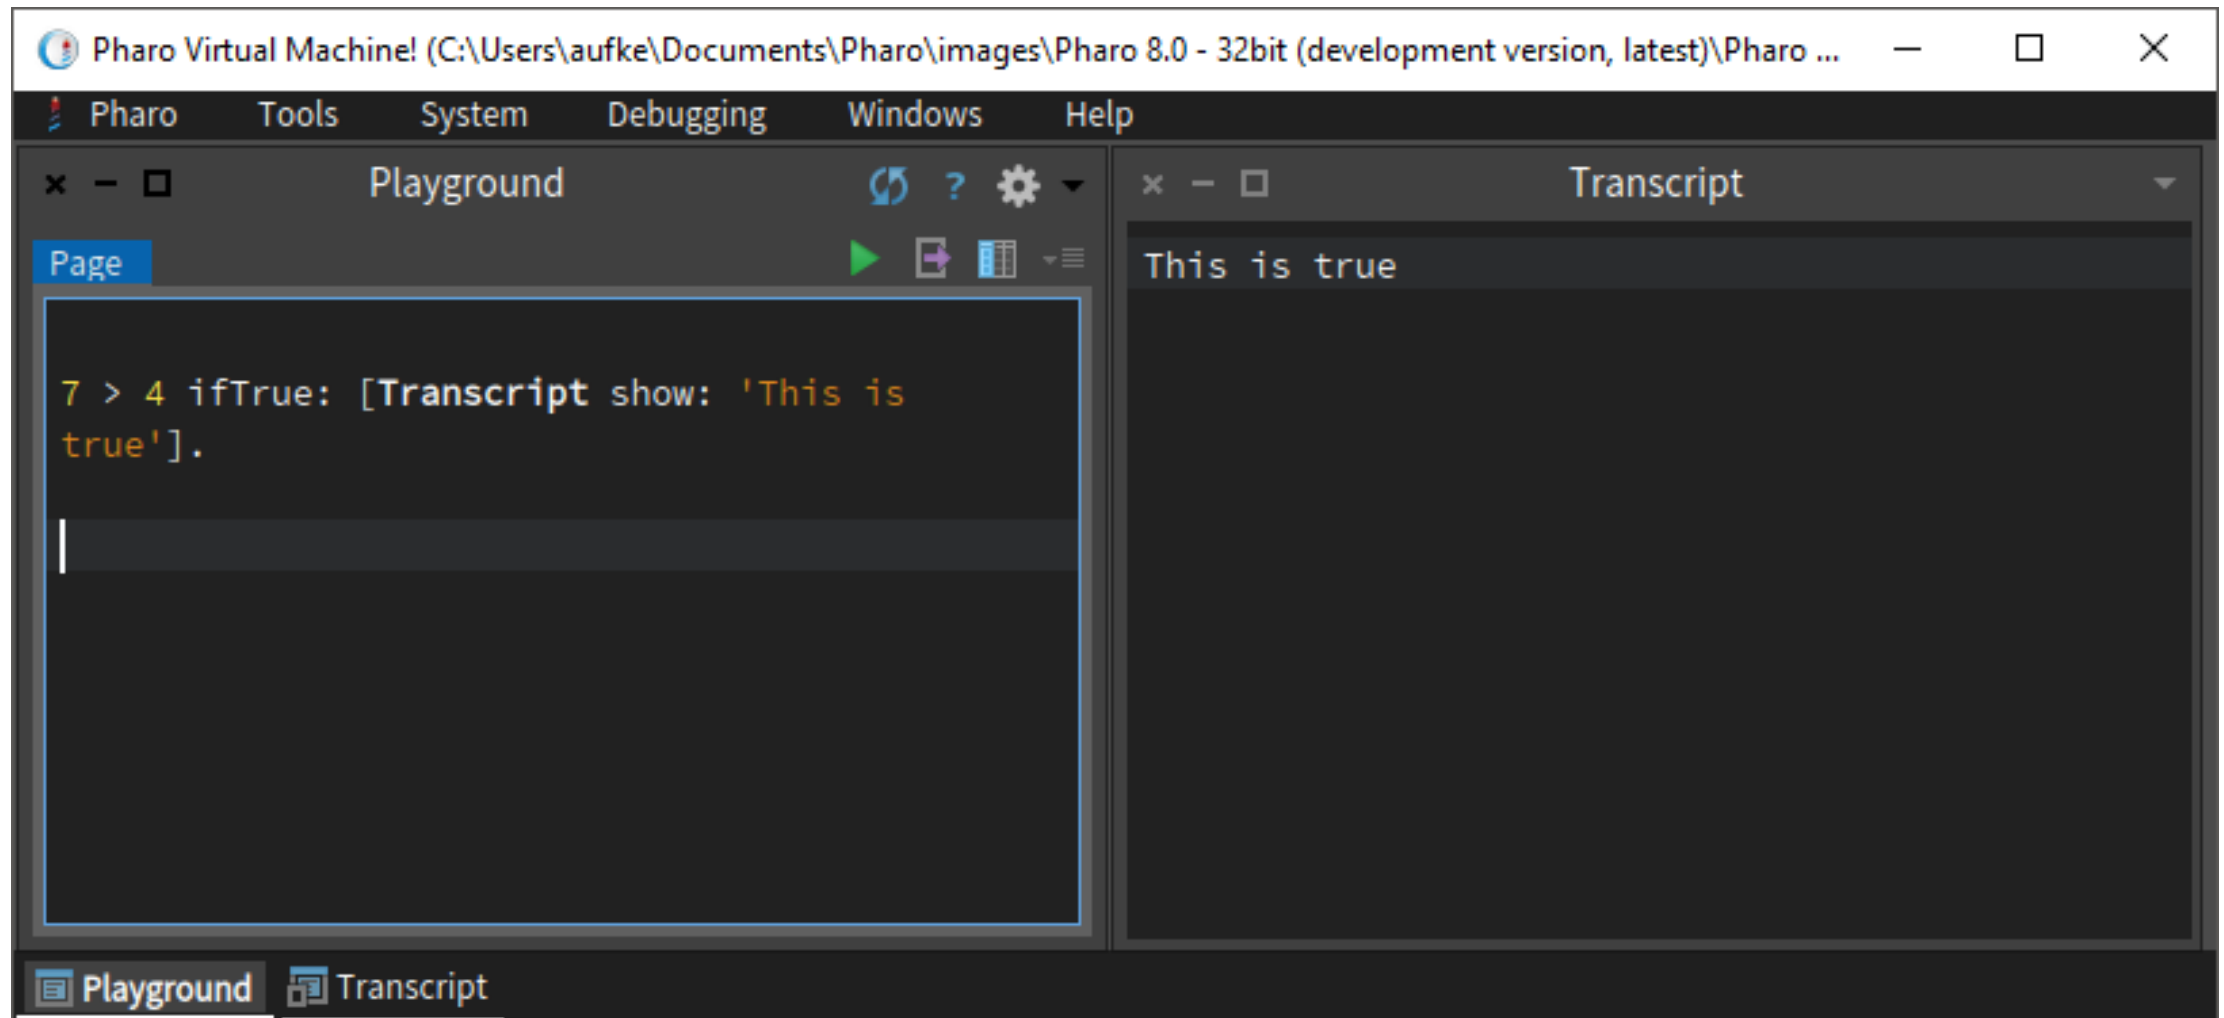 Pharo Virtual Machine! (C:\Users\aufke\Documents\Pharo\images\Pharo 8.0 - 32bit (development version, latest)\Pharo ...
Pharo Tools System Debugging Windows Help
Playground ?
Page
7 > 4 ifTrue: [Transcript show: 'This is
true'].
Transcript
This is true
Playground Transcript